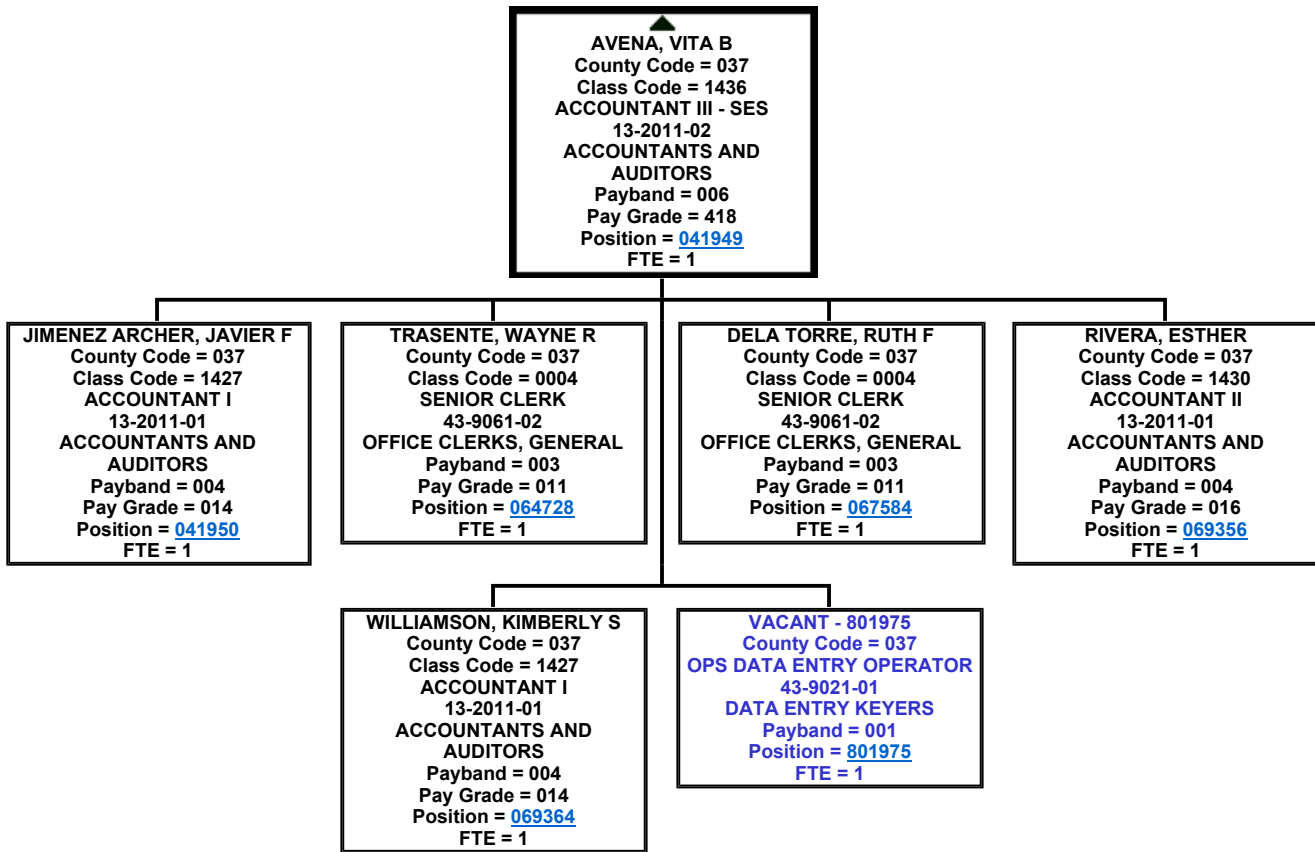 AVENA, VITA B
County Code = 037
Class Code = 1436
ACCOUNTANT III - SES
13-2011-02
ACCOUNTANTS AND
AUDITORS
Payband = 006
Pay Grade = 418
Position = 041949
FTE = 1
JIMENEZ ARCHER, JAVIER F
County Code = 037
Class Code = 1427
ACCOUNTANT I
13-2011-01
ACCOUNTANTS AND
AUDITORS
Payband = 004
Pay Grade = 014
Position = 041950
FTE = 1
TRASENTE, WAYNE R
County Code = 037
Class Code = 0004
SENIOR CLERK
43-9061-02
OFFICE CLERKS, GENERAL
Payband = 003
Pay Grade = 011
Position = 064728
FTE = 1
DELA TORRE, RUTH F
County Code = 037
Class Code = 0004
SENIOR CLERK
43-9061-02
OFFICE CLERKS, GENERAL
Payband = 003
Pay Grade = 011
Position = 067584
FTE = 1
RIVERA, ESTHER
County Code = 037
Class Code = 1430
ACCOUNTANT II
13-2011-01
ACCOUNTANTS AND
AUDITORS
Payband = 004
Pay Grade = 016
Position = 069356
FTE = 1
WILLIAMSON, KIMBERLY S
County Code = 037
Class Code = 1427
ACCOUNTANT I
13-2011-01
ACCOUNTANTS AND
AUDITORS
Payband = 004
Pay Grade = 014
Position = 069364
FTE = 1
VACANT - 801975
County Code = 037
OPS DATA ENTRY OPERATOR
43-9021-01
DATA ENTRY KEYERS
Payband = 001
Position = 801975
FTE = 1